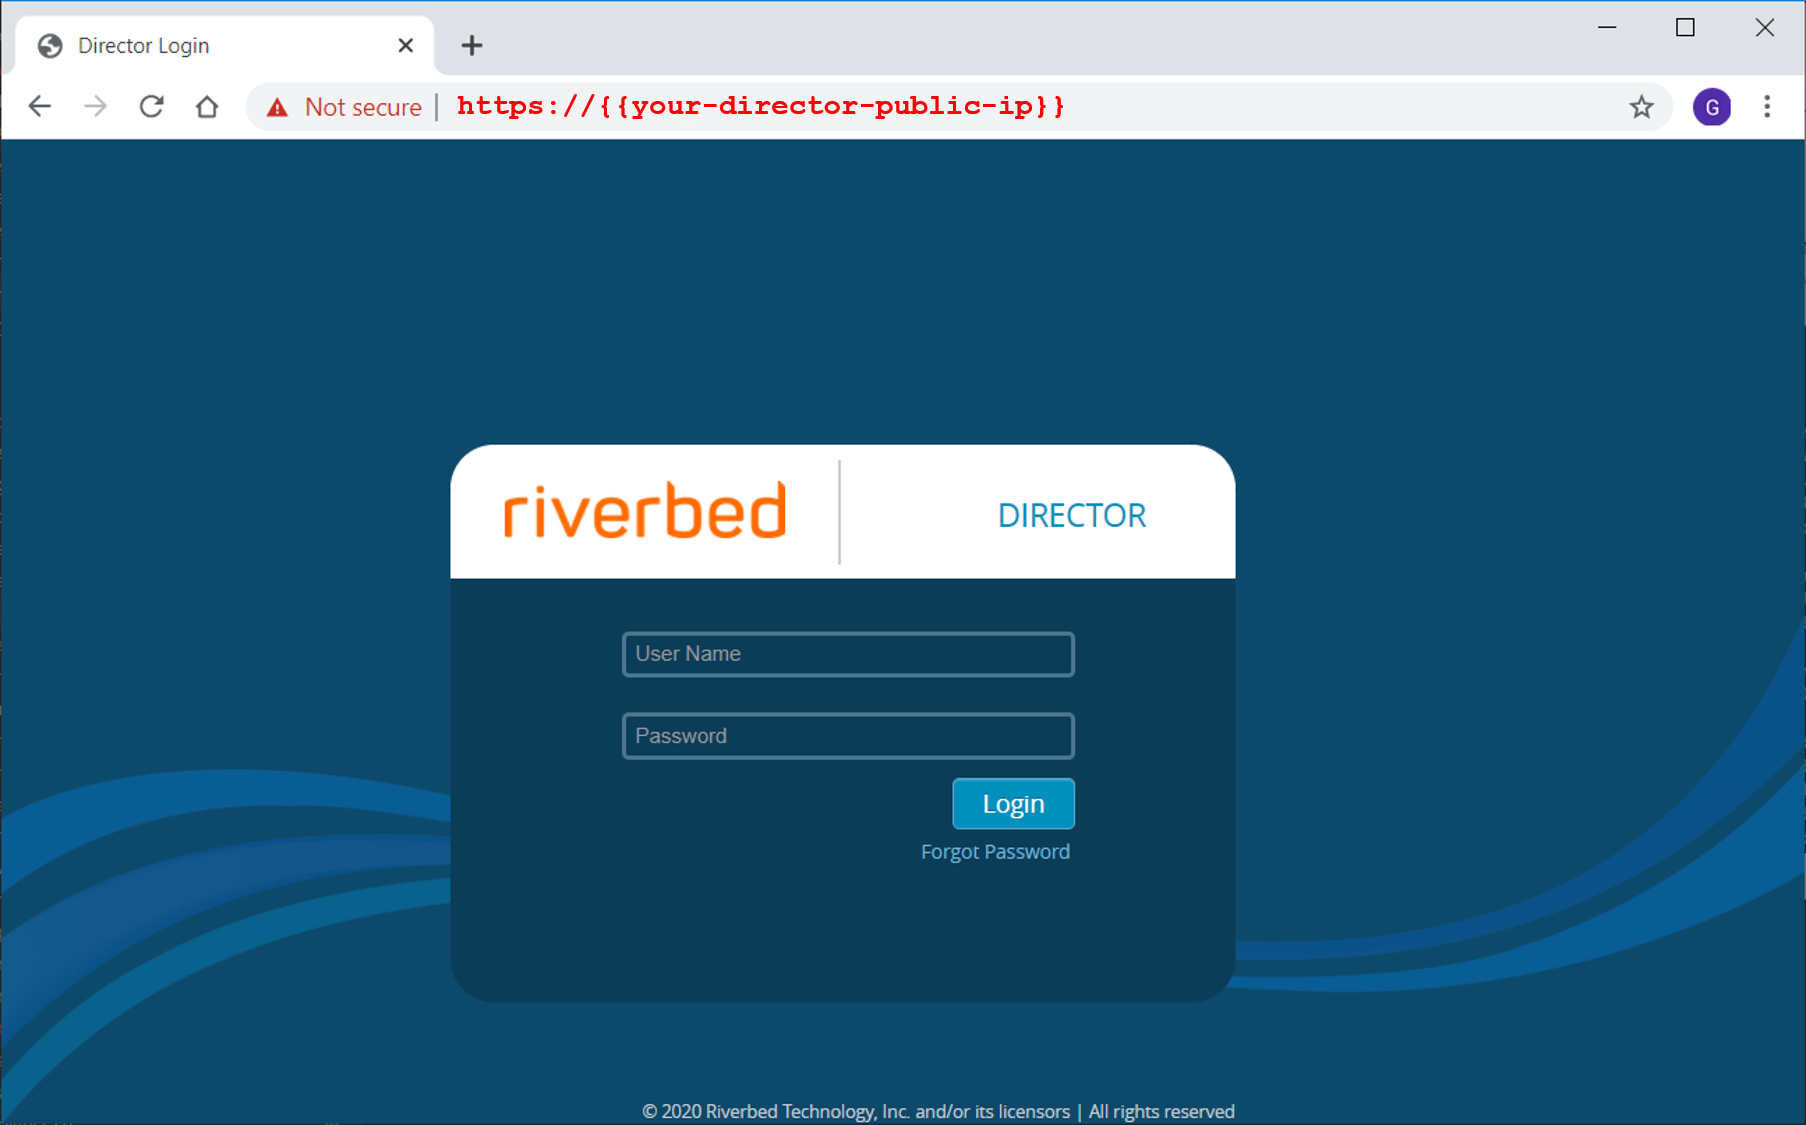 Director Login
Not secure | https://{{your-director-public-ip}}
G
riverbed
DIRECTOR
User Name
Password
Login
Forgot Password
© 2020 Riverbed Technology, Inc. and/or its licensors | All rights reserved